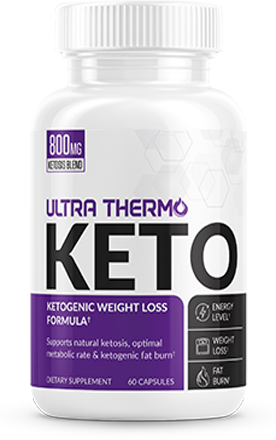 800MG
KETOSIS BLEND
ULTRA THERMO
KETO
KETOGENIC WEIGHT LOSS
FORMULA†
Supports natural ketosis, optimal
metabolic rate & ketogenic fat burn†
DIETARY SUPPLEMENT 60 CAPSULES
ENERGY
LEVEL†
WEIGHT
LOSS†
FAT
BURN†